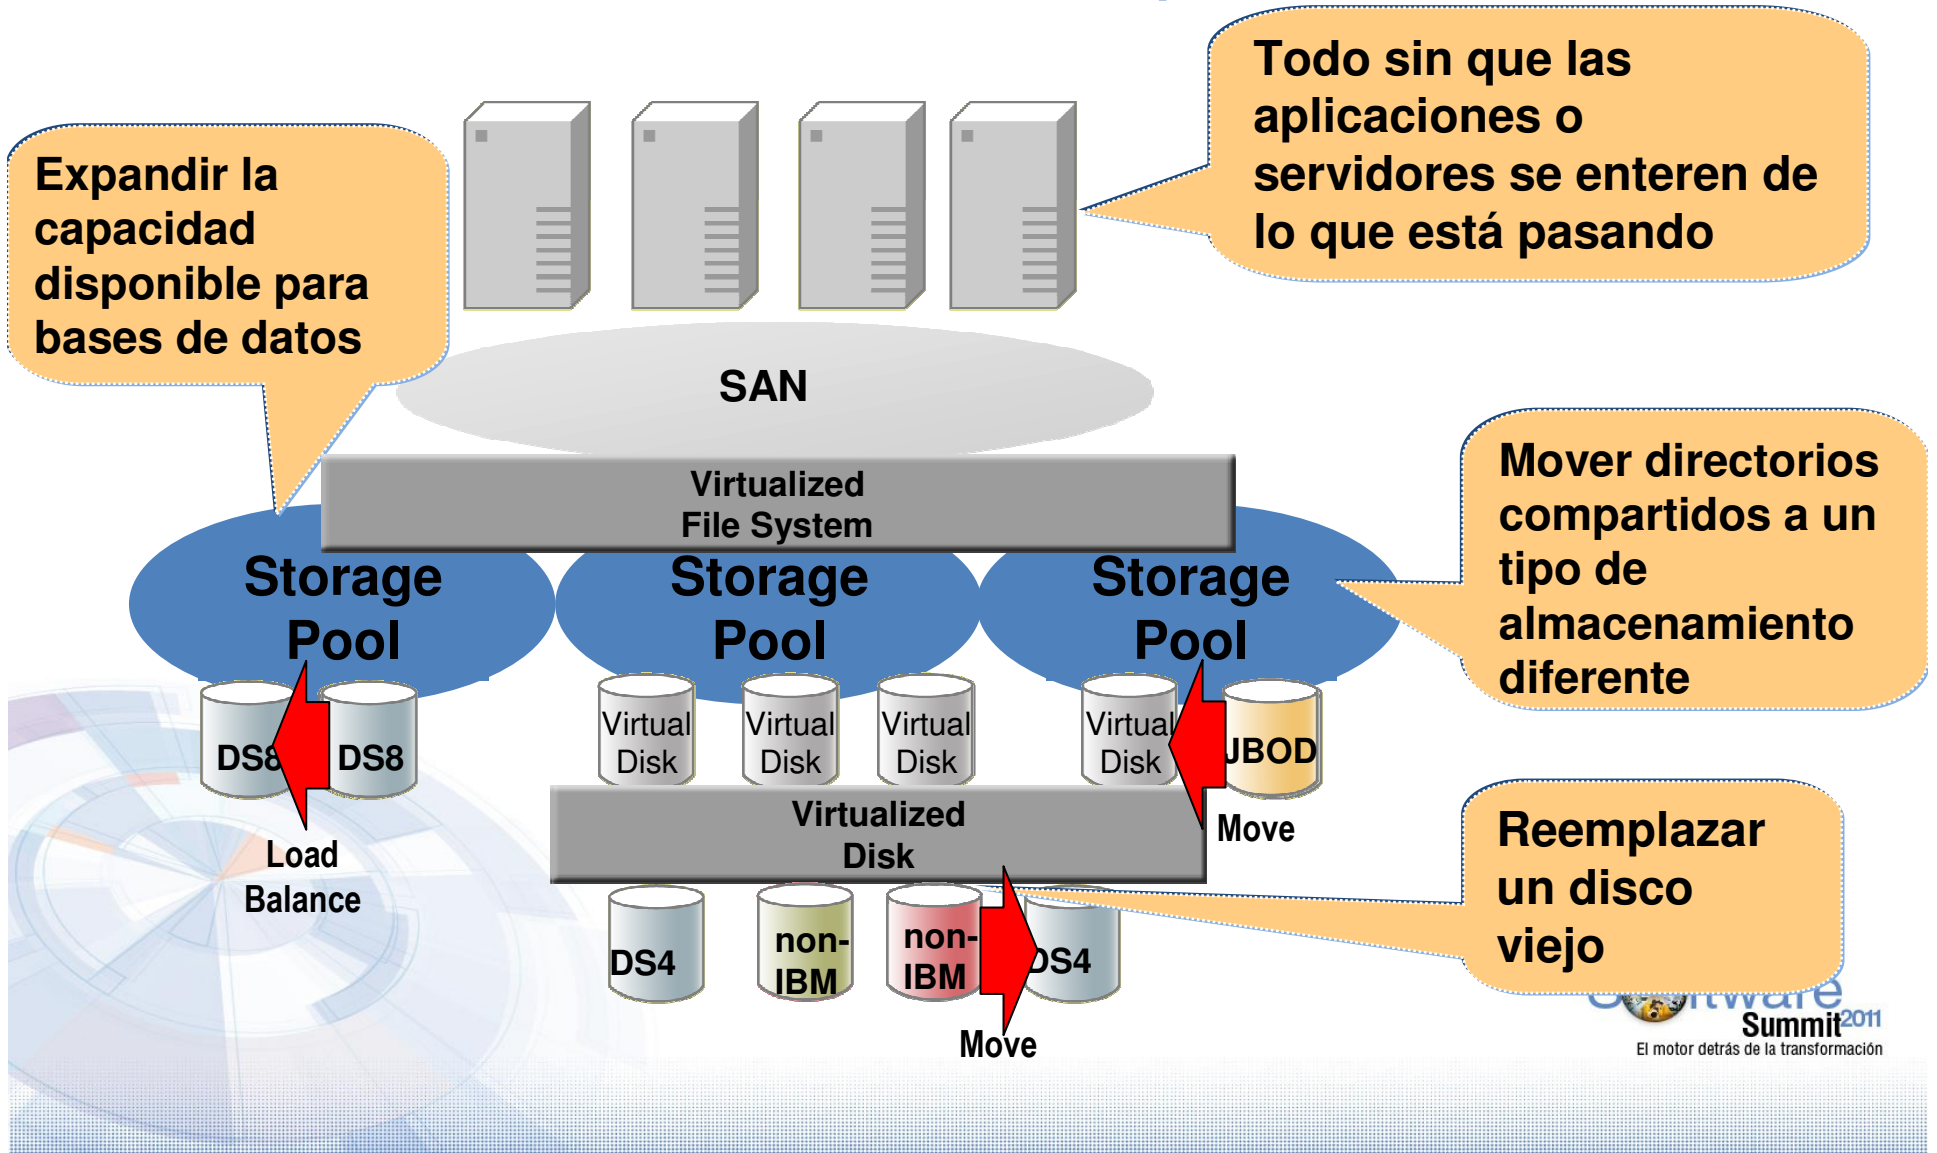 Todo sin que las
aplicaciones o
servidores se enteren de
lo que está pasando
Expandir la
capacidad
disponible para
bases de datos
SAN
Virtualized
File System
Mover directorios
compartidos a un
tipo de
almacenamiento
diferente
Storage
Pool
Storage
Pool
Storage
Pool
DS8
DS8
Load
Balance
Virtual
Disk
Virtual
Disk
Virtual
Disk
Virtual
Disk
JBOD
Move
Virtualized
Disk
Reemplazar
un disco
viejo
DS4
non-
IBM
non-
IBM
DS4
Move
Software
Summit2011
El motor detrás de la transformación